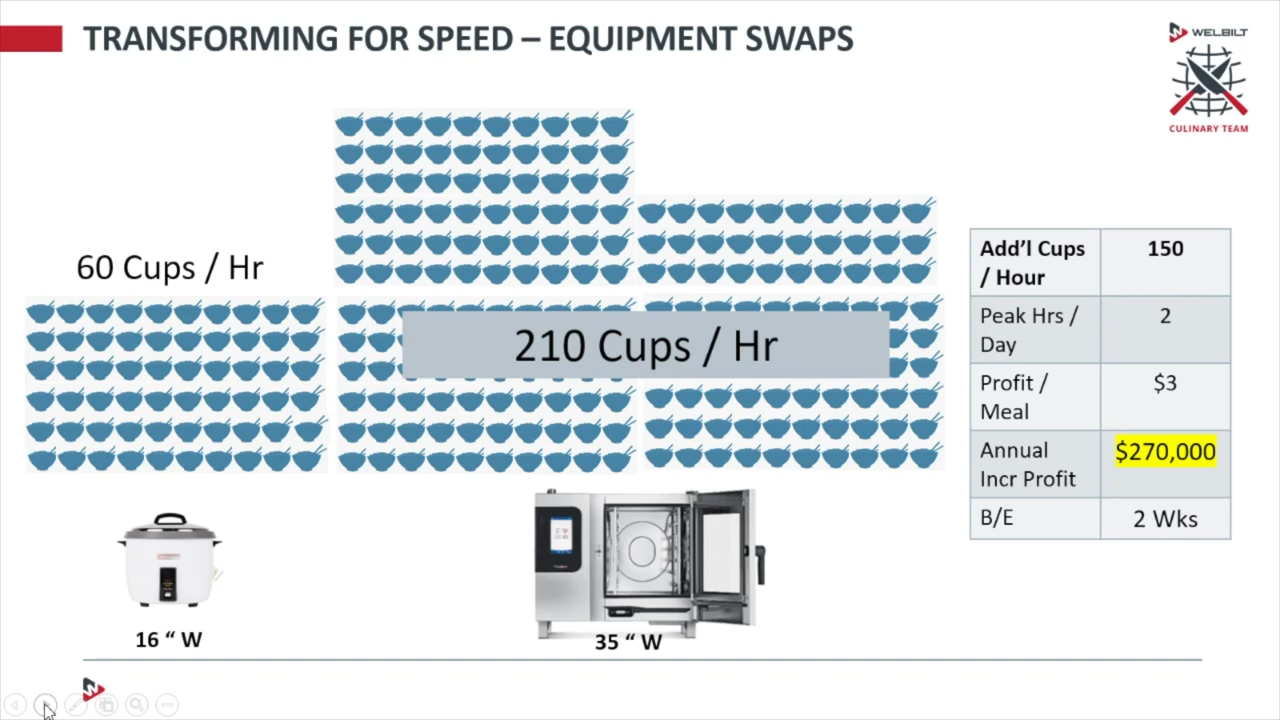 TRANSFORMING FOR SPEED – EQUIPMENT SWAPS
WELBILT
CULINARY TEAM
60 Cups / Hr
210 Cups / Hr
Add’l Cups / Hour 150
Peak Hrs / Day 2
Profit / Meal $3
Annual Incr Profit $270,000
B/E 2 Wks
16 “ W
35 “ W